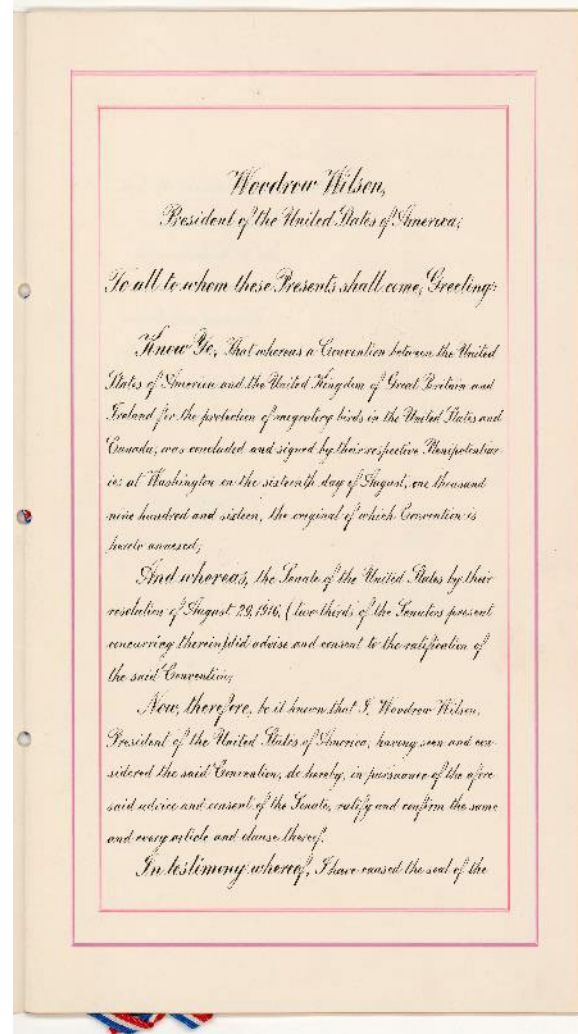 Woodrow Wilson,
President of the United States of America;
To all to whom these Presents shall come, Greeting:
Know Ye, That whereas a Convention between the United
States of America and the United Kingdom of Great Britain and
Ireland for the protection of migratory birds in the United States and
Canada, was concluded and signed by their respective Plenipotentiar
ies at Washington on the sixteenth day of August, one thousand
nine hundred and sixteen, the original of which Convention is
hereto annexed;
And whereas, the Senate of the United States by their
resolution of August 29, 1916, (two-thirds of the Senators present
concurring therein) did advise and consent to the ratification of
the said Convention;
Now, therefore, be it known that I, Woodrow Wilson,
President of the United States of America, having seen and con
sidered the said Convention, do hereby, in pursuance of the afore
said advice and consent of the Senate, ratify and confirm the same
and every article and clause thereof.
In testimony whereof, I have caused the seal of the